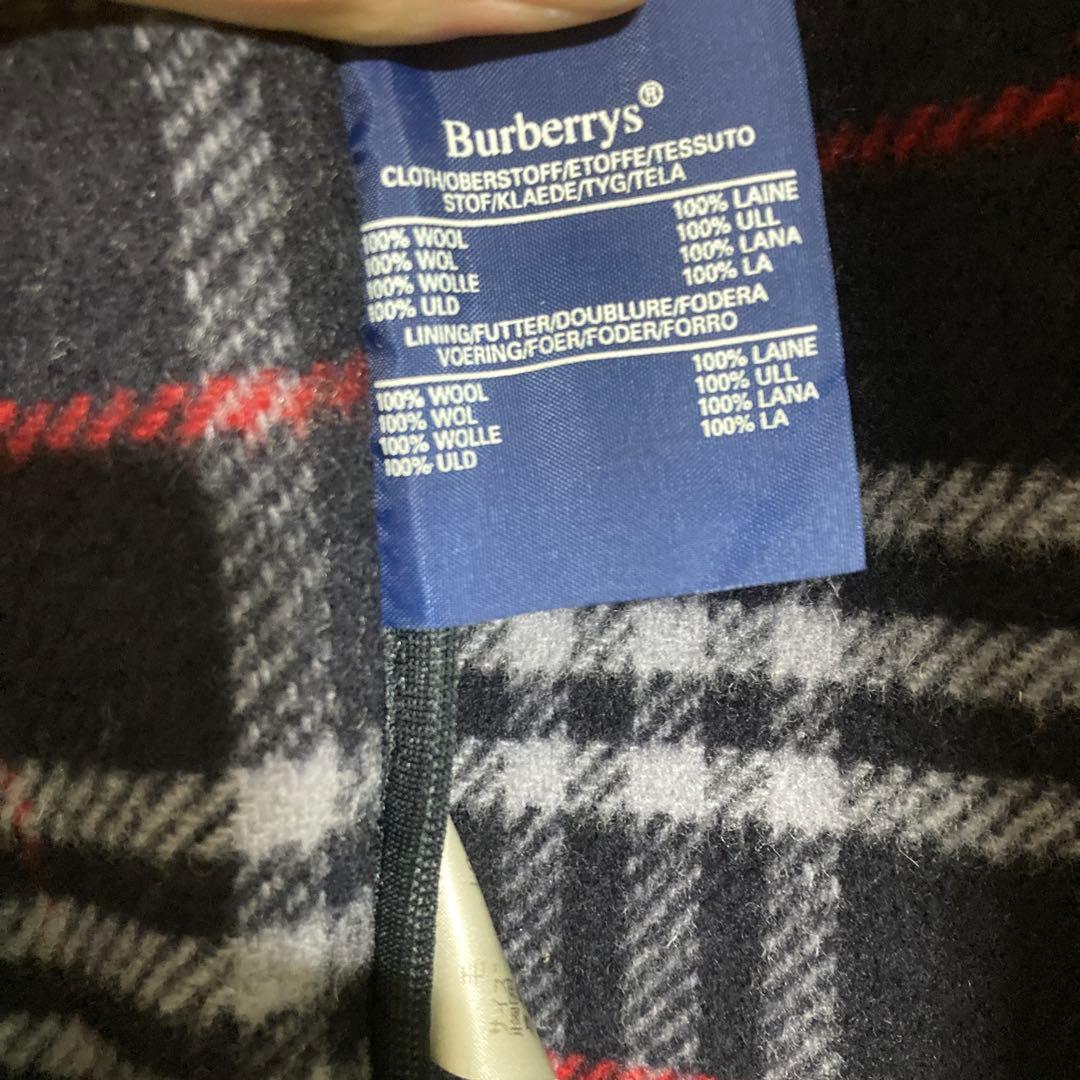 Burberrys®
CLOTH/OBERSTOFF/ETOFFE/TESSUTO
STOF/KLAEDE/TYG/TELA
100% WOOL 100% LAINE
100% WOL 100% ULL
100% WOLLE 100% LANA
100% ULD 100% LA
LINING/FUTTER/DOUBLURE/FODERA
VOERING/FOER/FODER/FORRO
100% WOOL 100% LAINE
100% WOL 100% ULL
100% WOLLE 100% LANA
100% ULD 100% LA